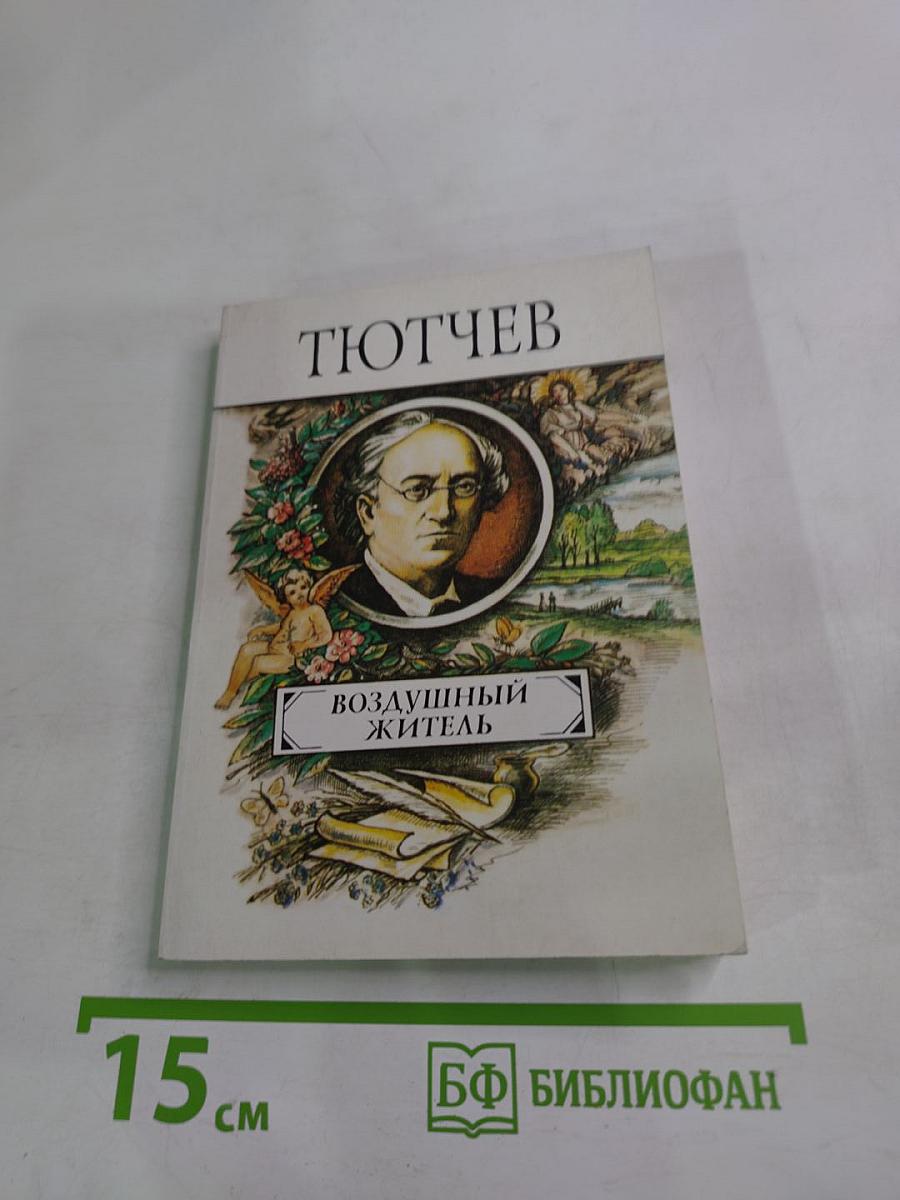 ТЮТЧЕВ
ВОЗДУШНЫЙ
ЖИТЕЛЬ
15 см
БФ БИБЛИОФАН